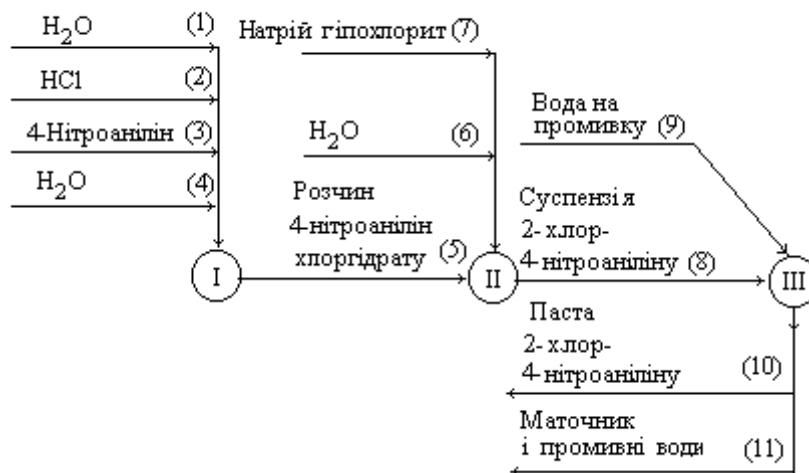 H2O (1)
HCl (2)
4-Нітроанілін (3)
H2O (4)
I
Розчин
4-нітроанілін
хлоргідрату (5)
Натрій гіпохлорит (7)
H2O (6)
II
Вода на
промивку (9)
Суспензія
2-хлор-
4-нітроаніліну (8)
III
Паста
2-хлор-
4-нітроаніліну (10)
Маточник
і промивні води (11)